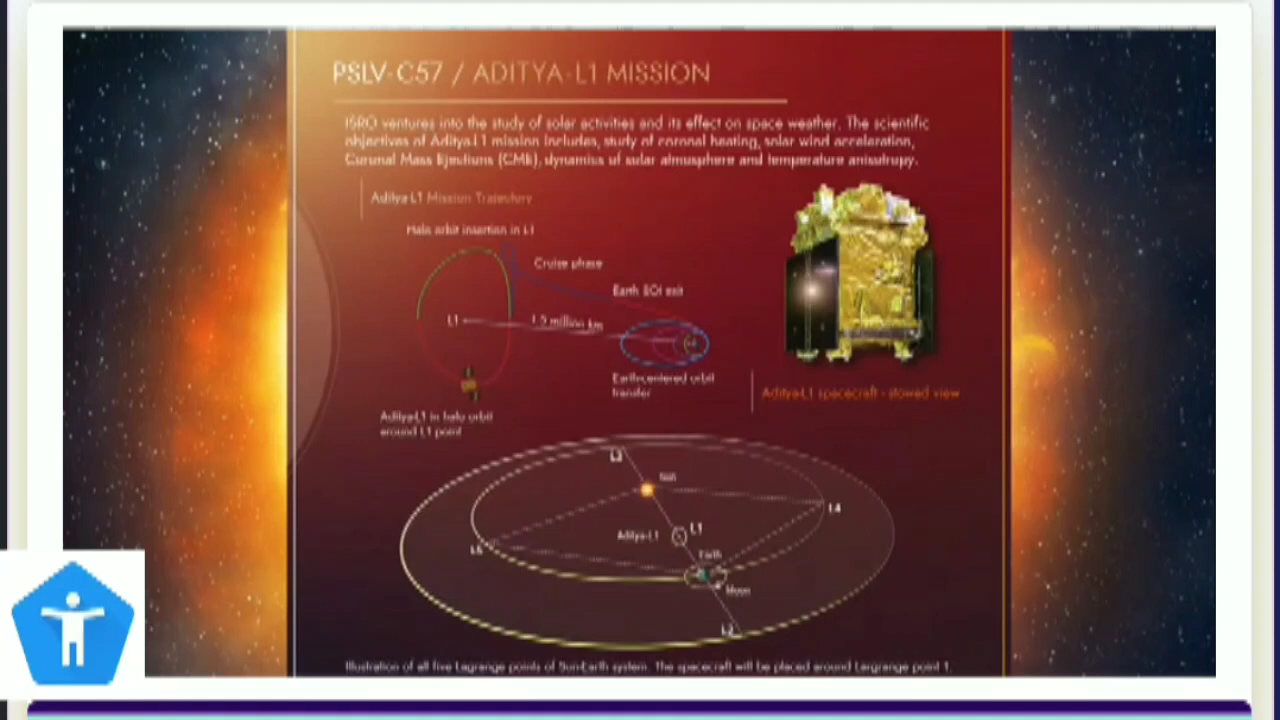 PSLV-C57 / ADITYA-L1 MISSION
ISRO ventures into the study of solar activities and its effect on space weather. The scientific
objectives of Aditya-L1 mission includes, study of coronal heating, solar wind acceleration,
Coronal Mass Ejections (CME), dynamics of solar atmosphere and temperature anisotropy.
Aditya-L1 Mission Trajectory
Halo orbit insertion in L1
Cruise phase
Earth SOI exit
L1
1.5 million km
Earth-centered orbit
transfer
Aditya-L1 spacecraft - stowed view
Aditya-L1 in halo orbit
around L1 point
L3
Sun
L4
Aditya-L1
L1
L5
Earth
Moon
L2
Illustration of all five Lagrange points of Sun-Earth system. The spacecraft will be placed around Largrange point 1.